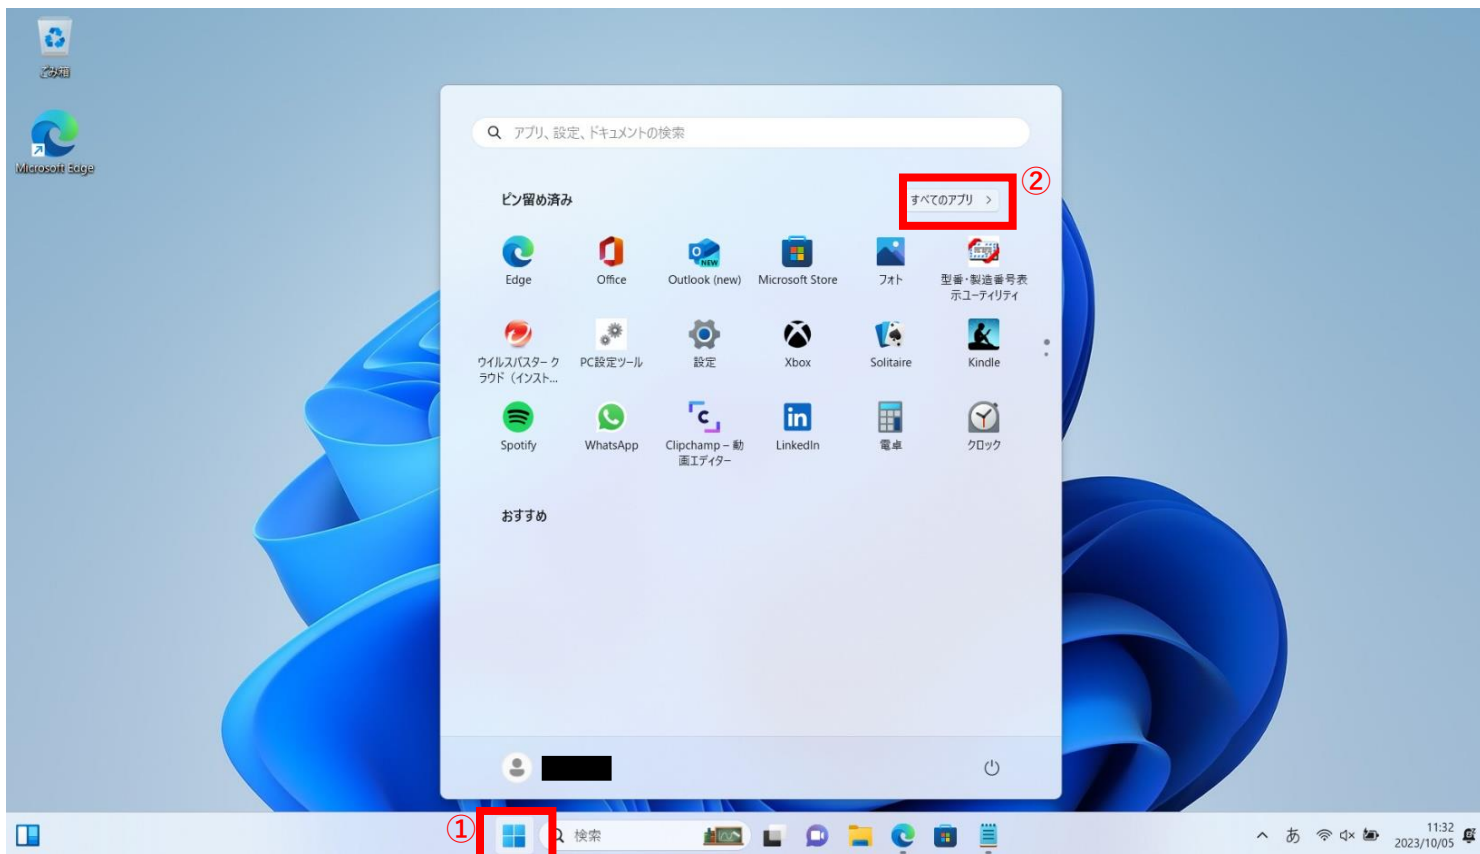 ごみ箱
Microsoft Edge
アプリ、設定、ドキュメントの検索
ピン留め済み
すべてのアプリ
②
Edge
Office
NEW
Outlook (new)
Microsoft Store
フォト
型番・製造番号表
示ユーティリティ
ウイルスバスター ク
ラウド（インスト...
PC設定ツール
設定
Xbox
Solitaire
Kindle
Spotify
WhatsApp
Clipchamp – 動
画エディター
in
LinkedIn
電卓
クロック
おすすめ
①
検索
あ
11:32
2023/10/05